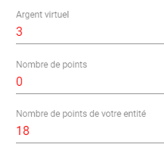 Argent virtuel
3
Nombre de points
0
Nombre de points de votre entité
18